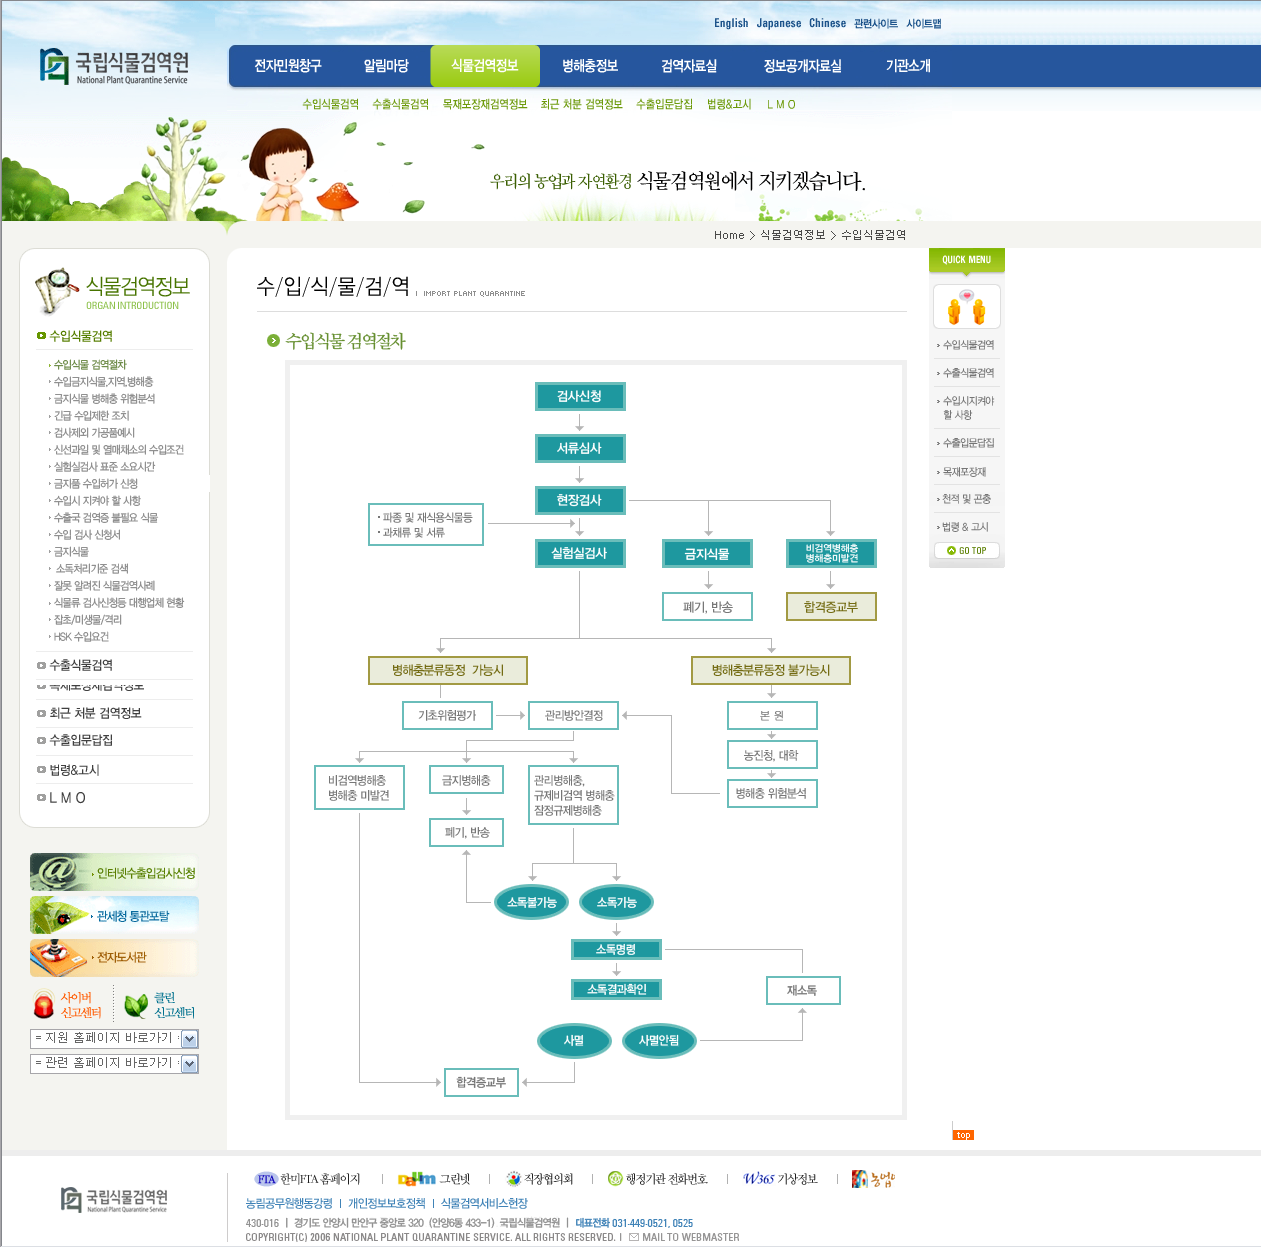 English Japanese Chinese 관련사이트 사이트맵
국립식물검역원
National Plant Quarantine Service
전자민원창구 알림마당 식물검역정보 병해충정보 검역자료실 정보공개자료실 기관소개
수입식물검역 수출식물검역 목재포장재검역정보 최근 처분 검역정보 수출입문답집 법령&고시 L M O
우리의 농업과 자연환경 식물검역원에서 지키겠습니다.
Home > 식물검역정보 > 수입식물검역
식물검역정보
ORGAN INTRODUCTION
수입식물검역
수입식물 검역절차
수입금지식물,지역,병해충
금지식물 병해충 위험분석
긴급 수입제한 조치
검사제외 가공품예시
신선과일 및 열매채소의 수입조건
실험실검사 표준 소요시간
금지품 수입허가 신청
수입시 지켜야 할 사항
수출국 검역증 불필요 식물
수입 검사 신청서
금지식물
소독처리기준 검색
잘못 알려진 식물검역사례
식물류 검사신청등 대행업체 현황
잡초/미생물/격리
HSK 수입요건
수출식물검역
목재포장재검역정보
최근 처분 검역정보
수출입문답집
법령&고시
L M O
인터넷수출입검사신청
관세청 통관포탈
전자도서관
사이버
신고센터
클린
신고센터
= 지원 홈페이지 바로가기 =
= 관련 홈페이지 바로가기 =
수/입/식/물/검/역 | IMPORT PLANT QUARANTINE
수입식물 검역절차
검사신청
서류심사
현장검사
· 파종 및 재식용식물등
· 과채류 및 서류
실험실검사
금지식물
비검역병해충
병해충미발견
폐기, 반송
합격증교부
병해충분류동정 가능시
병해충분류동정 불가능시
기초위험평가
관리방안결정
본 원
농진청, 대학
병해충 위험분석
비검역병해충
병해충 미발견
금지병해충
관리병해충,
규제비검역 병해충
잠정규제병해충
폐기, 반송
소독불가능
소독가능
소독명령
소독결과확인
재소독
사멸
사멸안됨
합격증교부
QUICK MENU
수입식물검역
수출식물검역
수입시지켜야
할 사항
수출입문답집
목재포장재
천적 및 곤충
법령 & 고시
GO TOP
top
FTA 한미FTA 홈페이지 | 그린넷 | 직장협의회 | 행정기관 전화번호 | W365 기상정보 | 농업
국립식물검역원
National Plant Quarantine Service
농림공무원행동강령 | 개인정보보호정책 | 식물검역서비스헌장
430-016 | 경기도 안양시 만안구 중앙로 320 (안양6동 433-1) 국립식물검역원 | 대표전화 031-449-0521, 0525
COPYRIGHT(C) 2006 NATIONAL PLANT QUARANTINE SERVICE. ALL RIGHTS RESERVED. | MAIL TO WEBMASTER